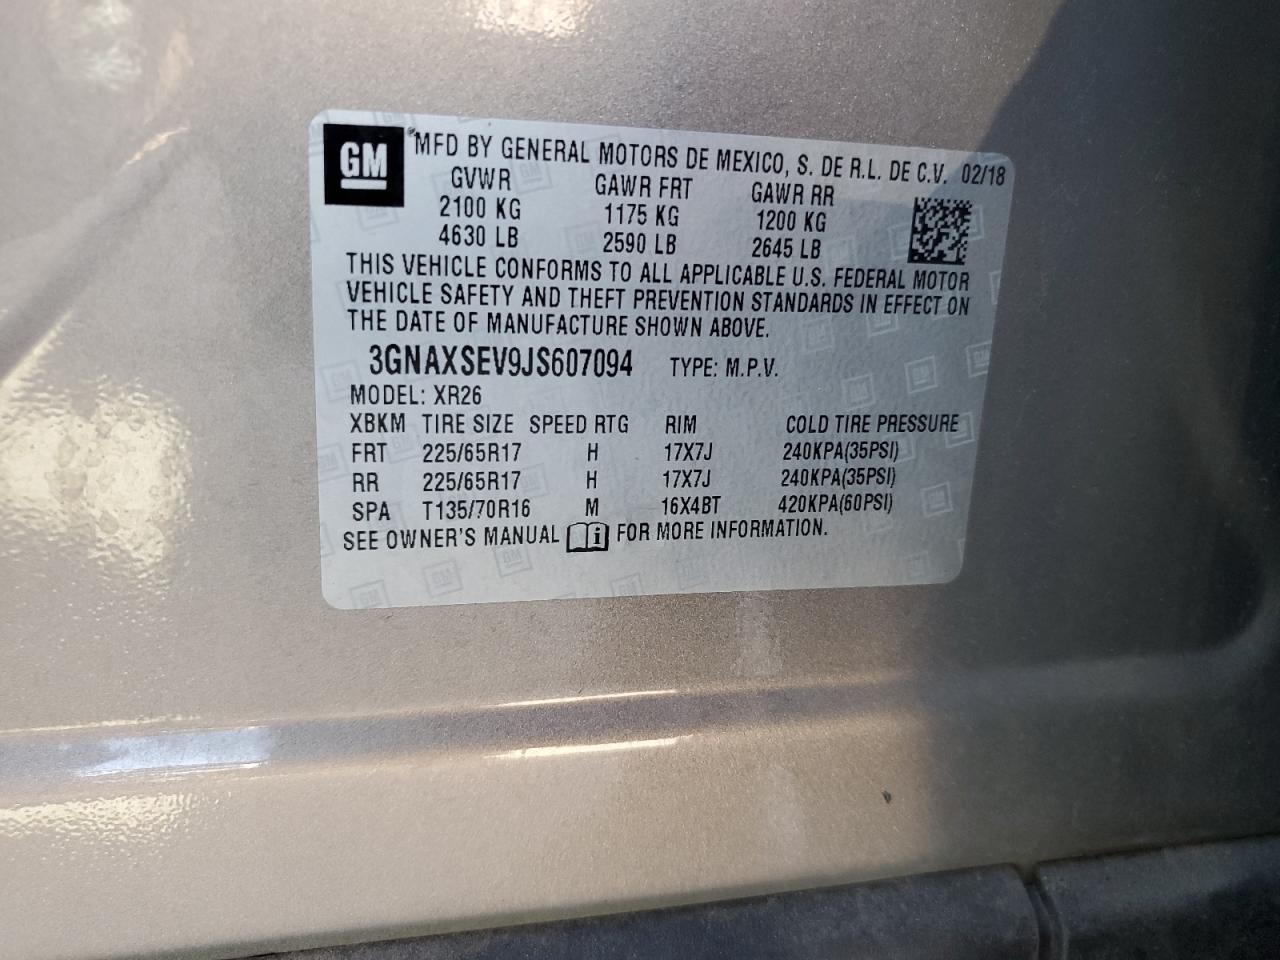 GM ® MFD BY GENERAL MOTORS DE MEXICO, S. DE R.L. DE C.V. 02/18
GVWR GAWR FRT GAWR RR
2100 KG 1175 KG 1200 KG
4630 LB 2590 LB 2645 LB
THIS VEHICLE CONFORMS TO ALL APPLICABLE U.S. FEDERAL MOTOR
VEHICLE SAFETY AND THEFT PREVENTION STANDARDS IN EFFECT ON
THE DATE OF MANUFACTURE SHOWN ABOVE.
3GNAXSEV9JS607094 TYPE: M.P.V.
MODEL: XR26
XBKM TIRE SIZE SPEED RTG RIM COLD TIRE PRESSURE
FRT 225/65R17 H 17X7J 240KPA(35PSI)
RR 225/65R17 H 17X7J 240KPA(35PSI)
SPA T135/70R16 M 16X4BT 420KPA(60PSI)
SEE OWNER'S MANUAL i FOR MORE INFORMATION.